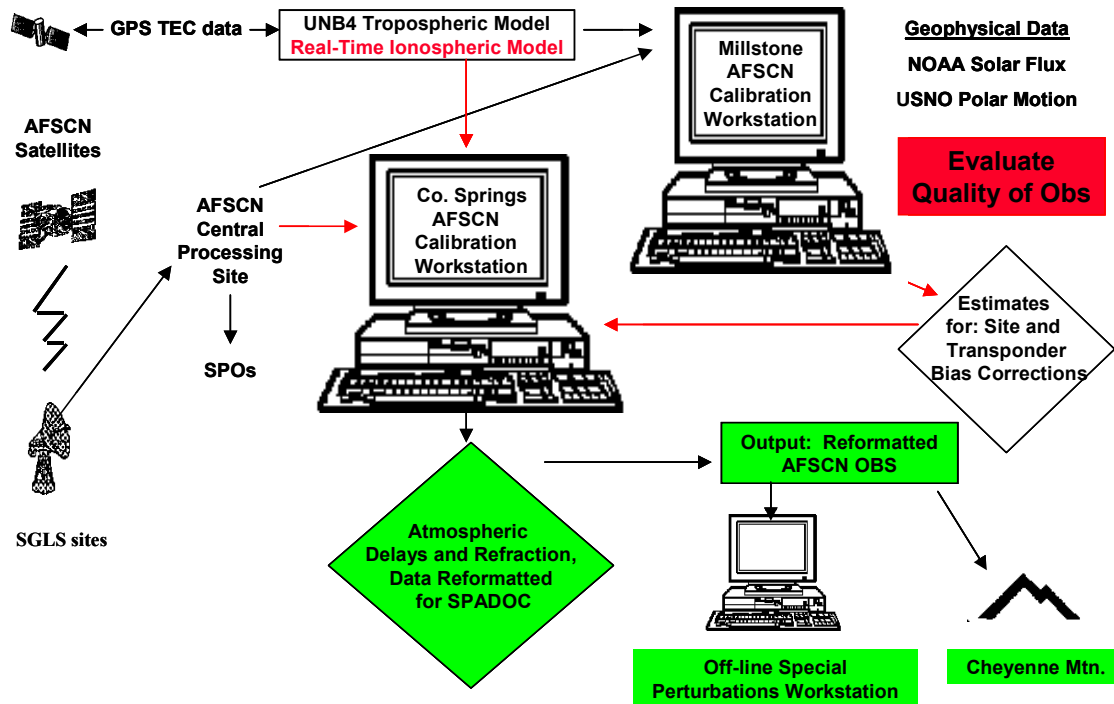 GPS TEC data
UNB4 Tropospheric Model
Real-Time Ionospheric Model
Millstone
AFSCN
Calibration
Workstation
Geophysical Data
NOAA Solar Flux
USNO Polar Motion
AFSCN
Satellites
Evaluate
Quality of Obs
AFSCN
Central
Processing
Site
Co. Springs
AFSCN
Calibration
Workstation
Estimates
for: Site and
Transponder
Bias Corrections
SPOs
SGLS sites
Output: Reformatted
AFSCN OBS
Atmospheric
Delays and Refraction,
Data Reformatted
for SPADOC
Off-line Special
Perturbations Workstation
Cheyenne Mtn.